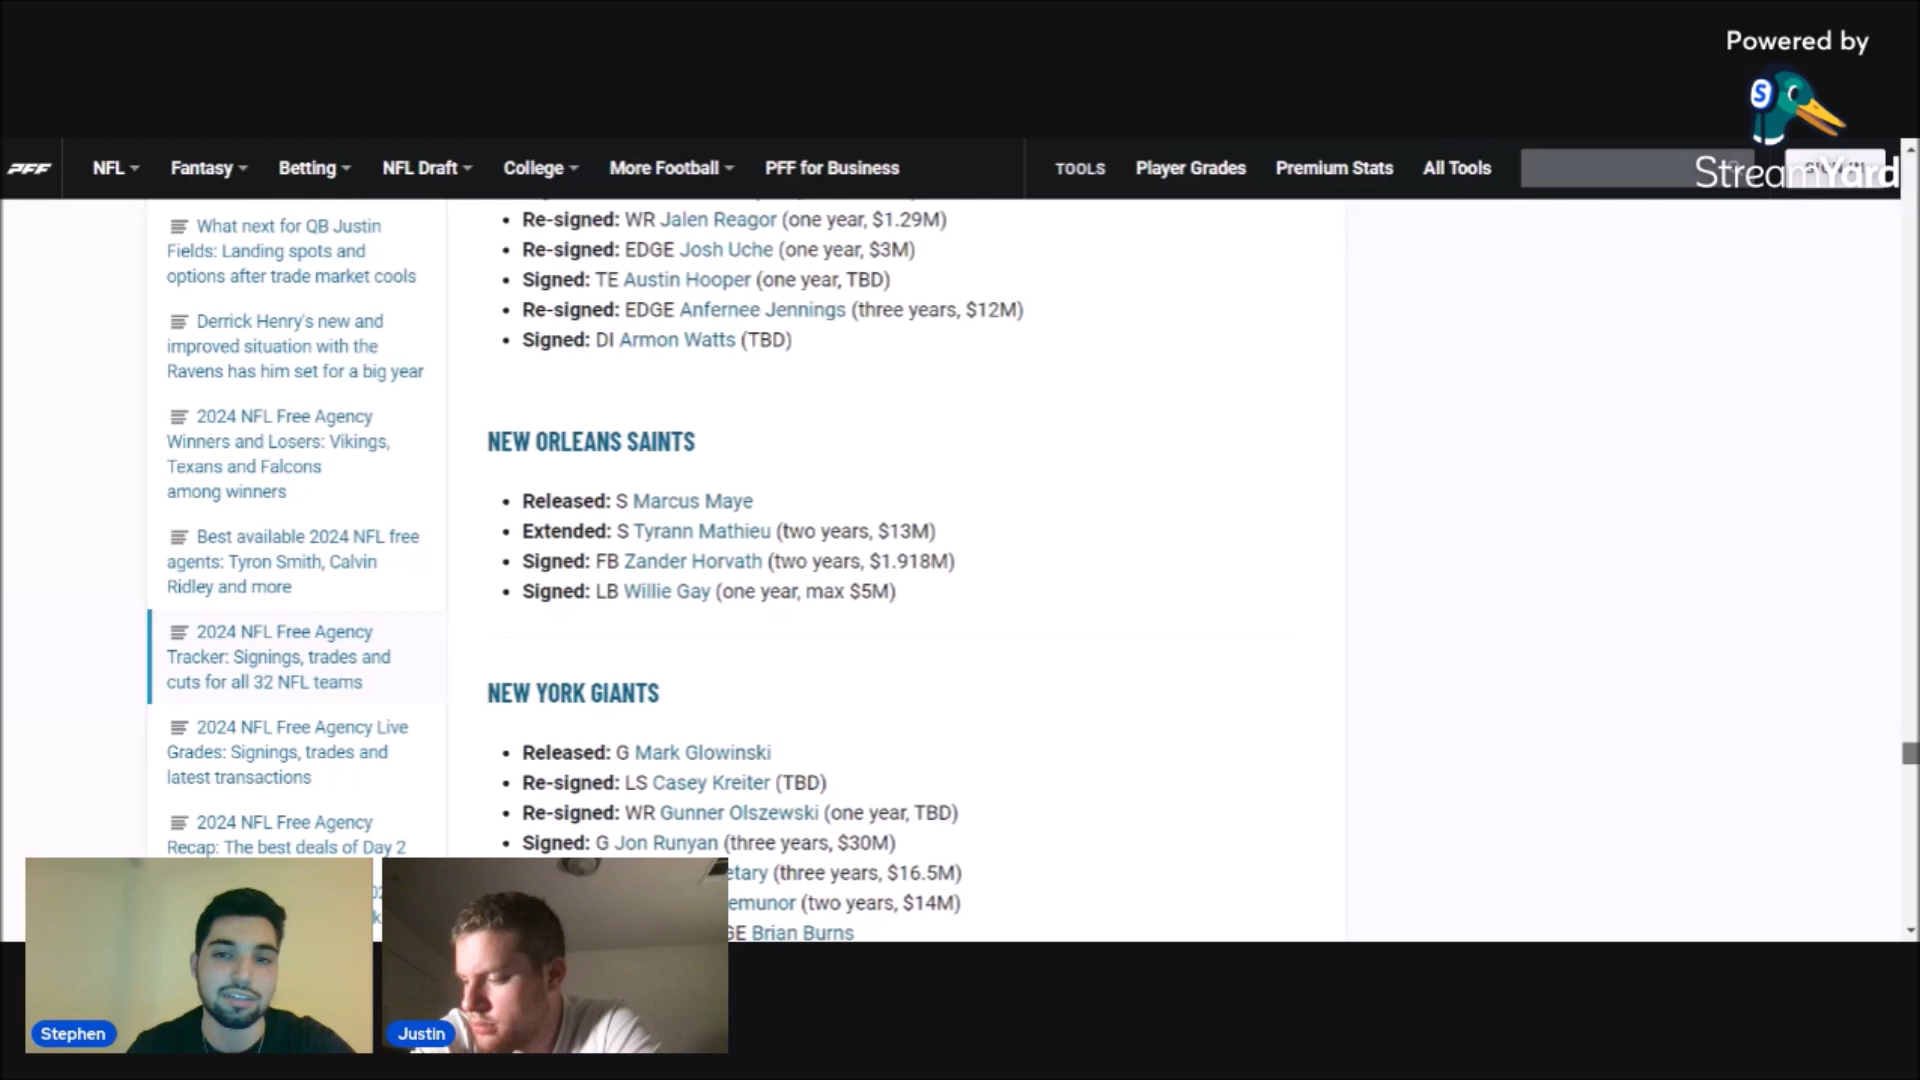 Powered by
StreamYard
PFF
NFL
Fantasy
Betting
NFL Draft
College
More Football
PFF for Business
TOOLS
Player Grades
Premium Stats
All Tools
What next for QB Justin
Fields: Landing spots and
options after trade market cools
Derrick Henry's new and
improved situation with the
Ravens has him set for a big year
2024 NFL Free Agency
Winners and Losers: Vikings,
Texans and Falcons
among winners
Best available 2024 NFL free
agents: Tyron Smith, Calvin
Ridley and more
2024 NFL Free Agency
Tracker: Signings, trades and
cuts for all 32 NFL teams
2024 NFL Free Agency Live
Grades: Signings, trades and
latest transactions
2024 NFL Free Agency
Recap: The best deals of Day 2
• Re-signed: WR Jalen Reagor (one year, $1.29M)
• Re-signed: EDGE Josh Uche (one year, $3M)
• Signed: TE Austin Hooper (one year, TBD)
• Re-signed: EDGE Anfernee Jennings (three years, $12M)
• Signed: DI Armon Watts (TBD)
NEW ORLEANS SAINTS
• Released: S Marcus Maye
• Extended: S Tyrann Mathieu (two years, $13M)
• Signed: FB Zander Horvath (two years, $1.918M)
• Signed: LB Willie Gay (one year, max $5M)
NEW YORK GIANTS
• Released: G Mark Glowinski
• Re-signed: LS Casey Kreiter (TBD)
• Re-signed: WR Gunner Olszewski (one year, TBD)
• Signed: G Jon Runyan (three years, $30M)
etary (three years, $16.5M)
emunor (two years, $14M)
GE Brian Burns
Stephen
Justin